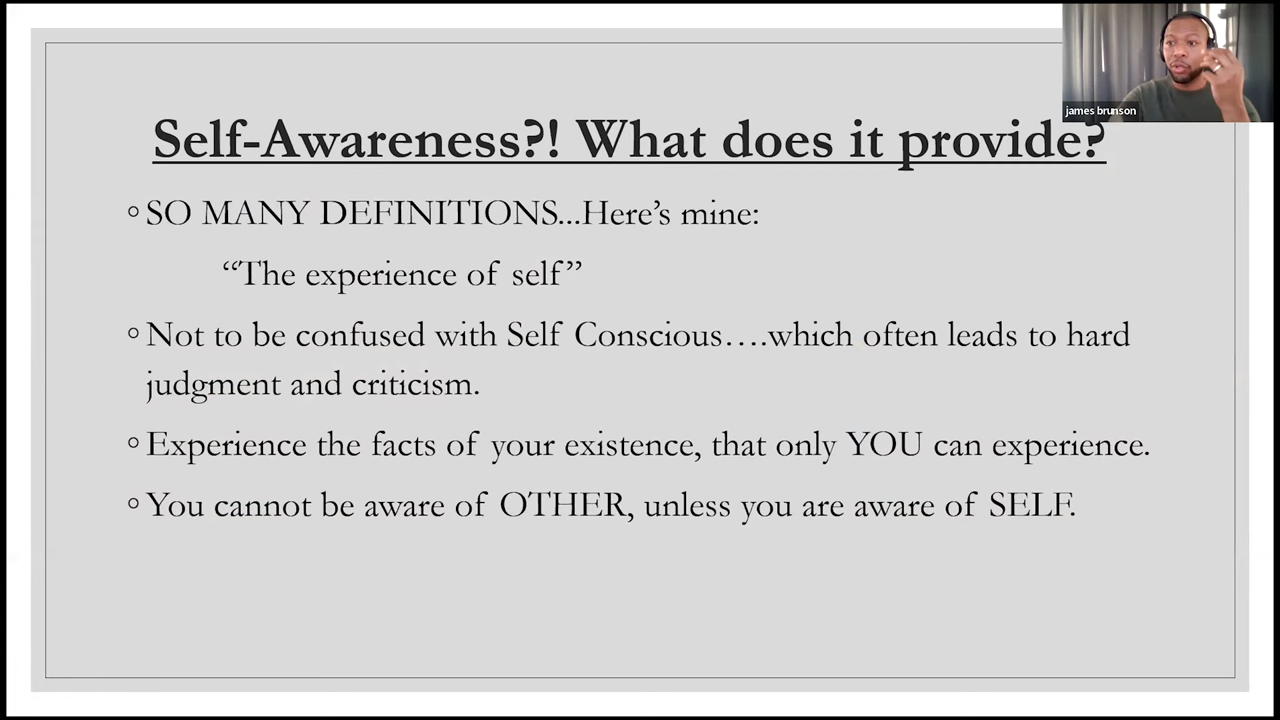 james brunson
Self-Awareness?! What does it provide?
◦ SO MANY DEFINITIONS...Here’s mine:
“The experience of self”
◦ Not to be confused with Self Conscious….which often leads to hard
judgment and criticism.
◦ Experience the facts of your existence, that only YOU can experience.
◦ You cannot be aware of OTHER, unless you are aware of SELF.